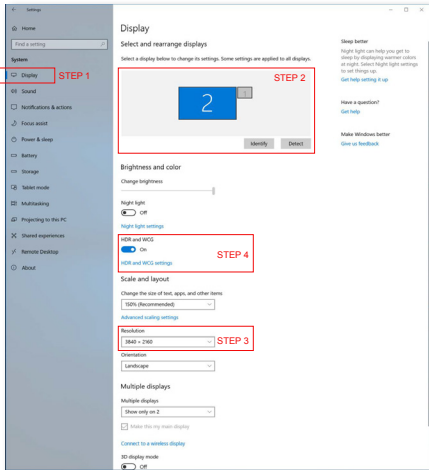 Settings
Home
Find a setting
System
Display
STEP 1
Sound
Notifications & actions
Focus assist
Power & sleep
Battery
Storage
Tablet mode
Multitasking
Projecting to this PC
Shared experiences
Remote Desktop
About
Display
Select and rearrange displays
Select a display below to change its settings. Some settings are applied to all displays.
STEP 2
2
1
Identify
Detect
Brightness and color
Change brightness
Night light
Off
Night light settings
HDR and WCG
On
STEP 4
HDR and WCG settings
Scale and layout
Change the size of text, apps, and other items
150% (Recommended)
Advanced scaling settings
Resolution
3840 × 2160
STEP 3
Orientation
Landscape
Multiple displays
Multiple displays
Show only on 2
Make this my main display
Connect to a wireless display
3D display mode
Off
Sleep better
Night light can help you get to
sleep by displaying warmer colors
at night. Select Night light settings
to set things up.
Get help setting it up
Have a question?
Get help
Make Windows better
Give us feedback